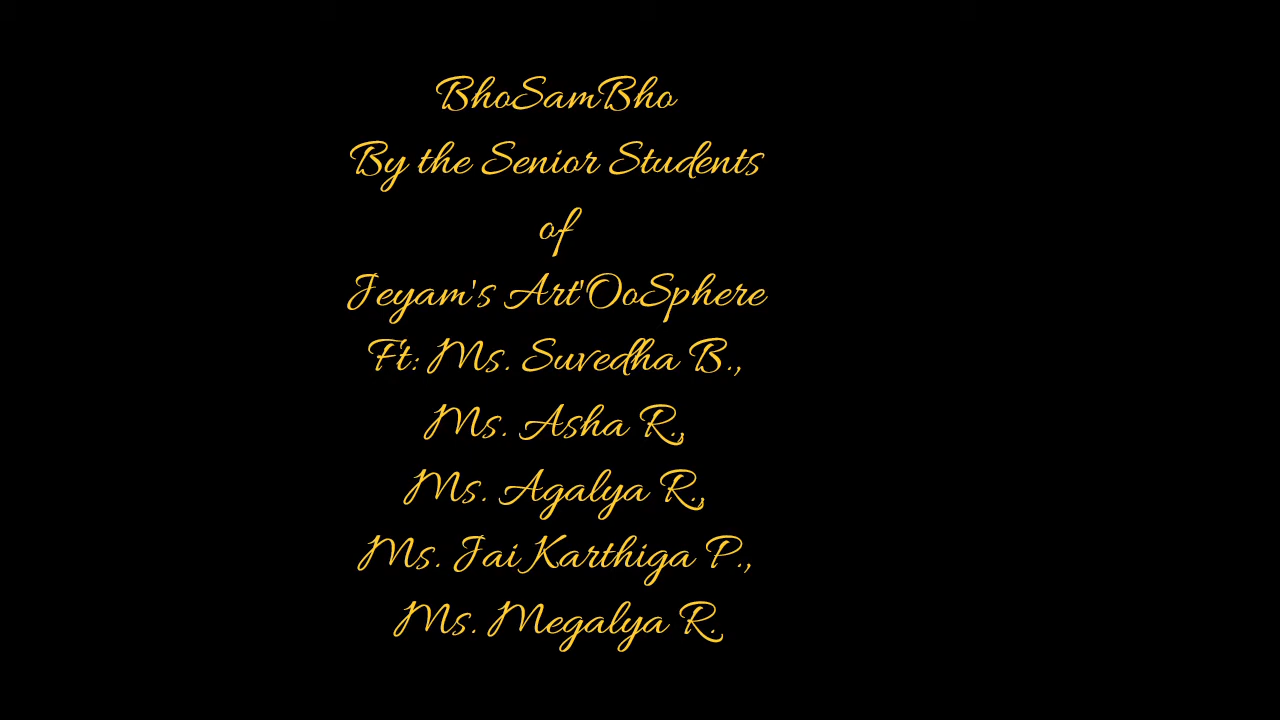 BhoSamBho
By the Senior Students
of
Jeyam's Art'OoSphere
Ft: Ms. Suvedha B.,
Ms. Asha R.,
Ms. Agalya R.,
Ms. Jai Karthiga P.,
Ms. Megalya R.